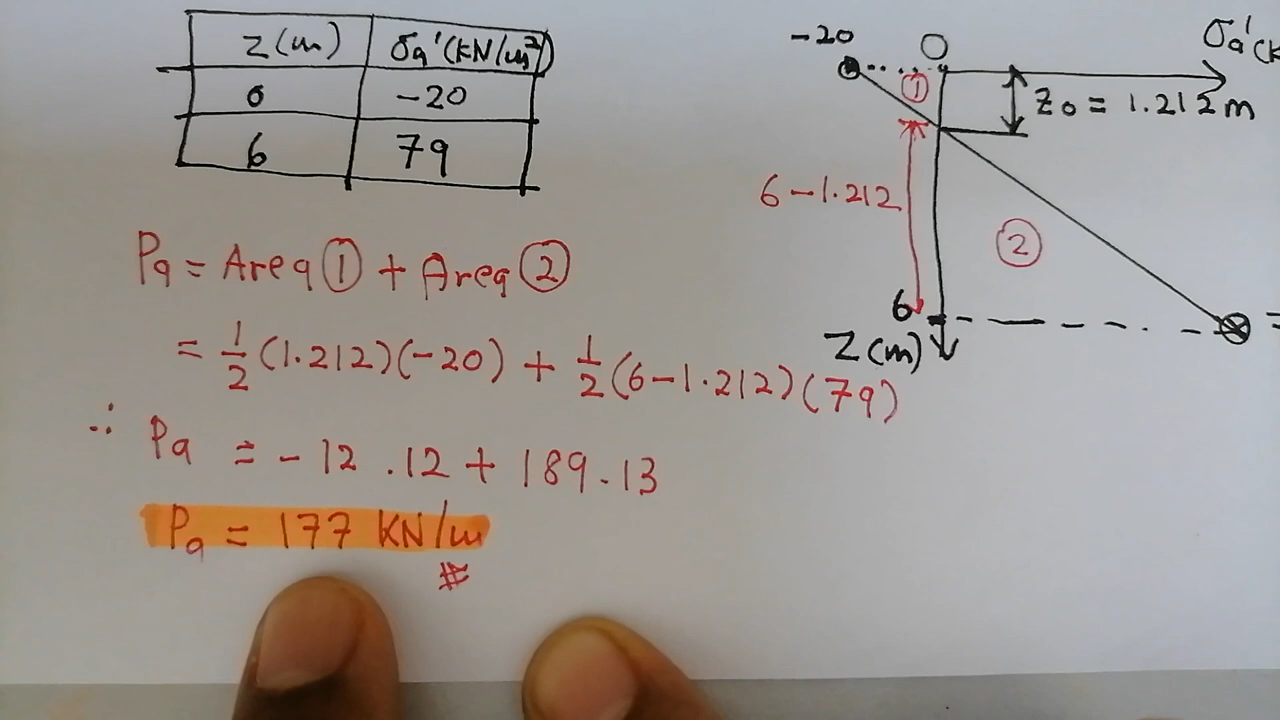 Z(m) σa'(KN/m²)
0 -20
6 79
Pa = Area ① + Area ②
= 1/2 (1.212)(-20) + 1/2 (6-1.212)(79)
∴ Pa = -12.12 + 189.13
Pa = 177 KN/m
#
-20 0 σa'(K
① Z0 = 1.212m
6-1.212
②
6
Z(m)